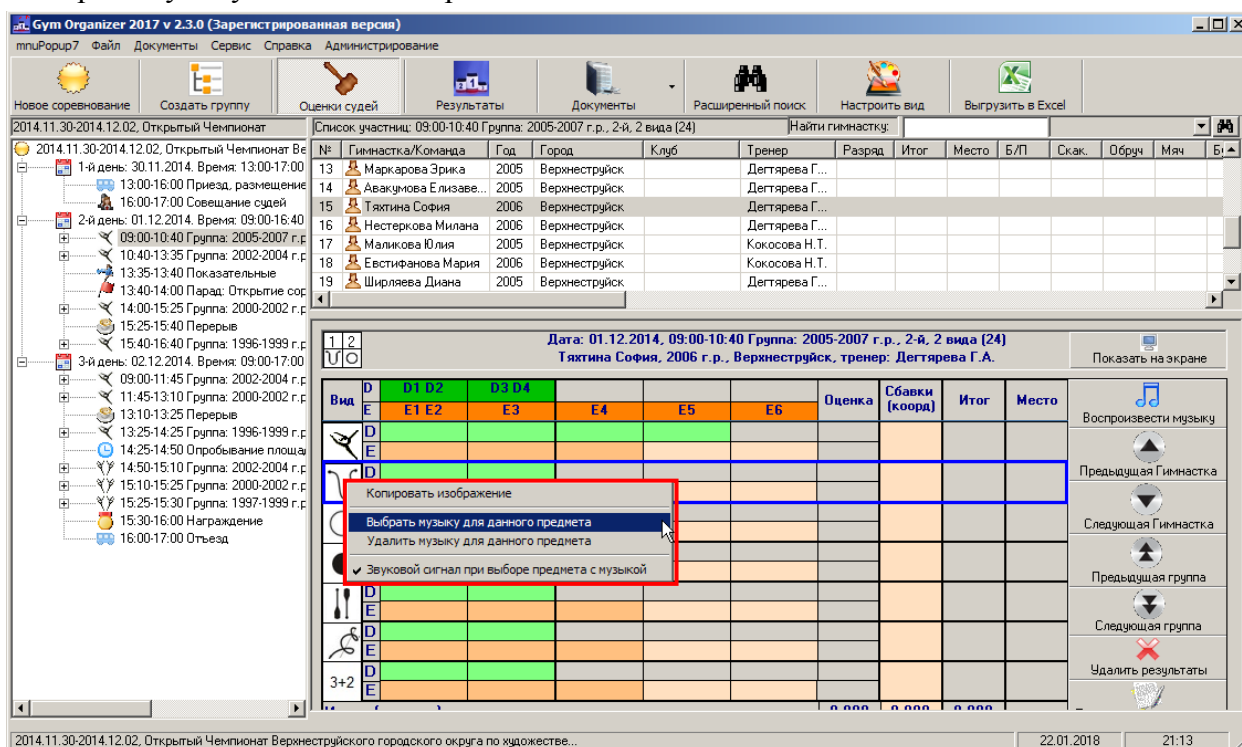 Gym Organizer 2017 v 2.3.0 (Зарегистрированная версия)
mnuPopup7 Файл Документы Сервис Справка Администрирование
Новое соревнование Создать группу Оценки судей Результаты Документы Расширенный поиск Настроить вид Выгрузить в Excel
2014.11.30-2014.12.02, Открытый Чемпионат
Список участниц: 09:00-10:40 Группа: 2005-2007 г.р., 2-й, 2 вида (24) Найти гимнастку:
2014.11.30-2014.12.02, Открытый Чемпионат Ве
1-й день: 30.11.2014. Время: 13:00-17:00
13:00-16:00 Приезд, размещение
16:00-17:00 Совещание судей
2-й день: 01.12.2014. Время: 09:00-16:40
09:00-10:40 Группа: 2005-2007 г.р
10:40-13:35 Группа: 2002-2004 г.р
13:35-13:40 Показательные
13:40-14:00 Парад: Открытие сор
14:00-15:25 Группа: 2000-2002 г.р
15:25-15:40 Перерыв
15:40-16:40 Группа: 1996-1999 г.р
3-й день: 02.12.2014. Время: 09:00-17:00
09:00-11:45 Группа: 2002-2004 г.р
11:45-13:10 Группа: 2000-2002 г.р
13:10-13:25 Перерыв
13:25-14:25 Группа: 1996-1999 г.р
14:25-14:50 Опробывание площад
14:50-15:10 Группа: 2002-2004 г.р
15:10-15:25 Группа: 2000-2002 г.р
15:25-15:30 Группа: 1997-1999 г.р
15:30-16:00 Награждение
16:00-17:00 Отъезд
№ Гимнастка/Команда Год Город Клуб Тренер Разряд Итог Место Б/П Скак. Обруч Мяч Бу
13 Маркарова Эрика 2005 Верхнеструйск Дегтярева Г...
14 Авакумова Елизаве... 2005 Верхнеструйск Дегтярева Г...
15 Тяхтина София 2006 Верхнеструйск Дегтярева Г...
16 Нестеркова Милана 2006 Верхнеструйск Дегтярева Г...
17 Маликова Юлия 2005 Верхнеструйск Кокосова Н.Т.
18 Евстифанова Мария 2006 Верхнеструйск Кокосова Н.Т.
19 Ширляева Диана 2005 Верхнеструйск Дегтярева Г...
1 2
Дата: 01.12.2014, 09:00-10:40 Группа: 2005-2007 г.р., 2-й, 2 вида (24)
Тяхтина София, 2006 г.р., Верхнеструйск, тренер: Дегтярева Г.А.
Вид D D1 D2 D3 D4 Оценка Сбавки (коорд) Итог Место
E E1 E2 E3 E4 E5 E6
D
E
D
Копировать изображение
Выбрать музыку для данного предмета
Удалить музыку для данного предмета
Звуковой сигнал при выборе предмета с музыкой
D
E
D
E
3+2 D
E
0.000 0.000 0.000
Показать на экране
Воспроизвести музыку
Предыдущая Гимнастка
Следующая Гимнастка
Предыдущая группа
Следующая группа
Удалить результаты
2014.11.30-2014.12.02, Открытый Чемпионат Верхнеструйского городского округа по художестве... 22.01.2018 21:13